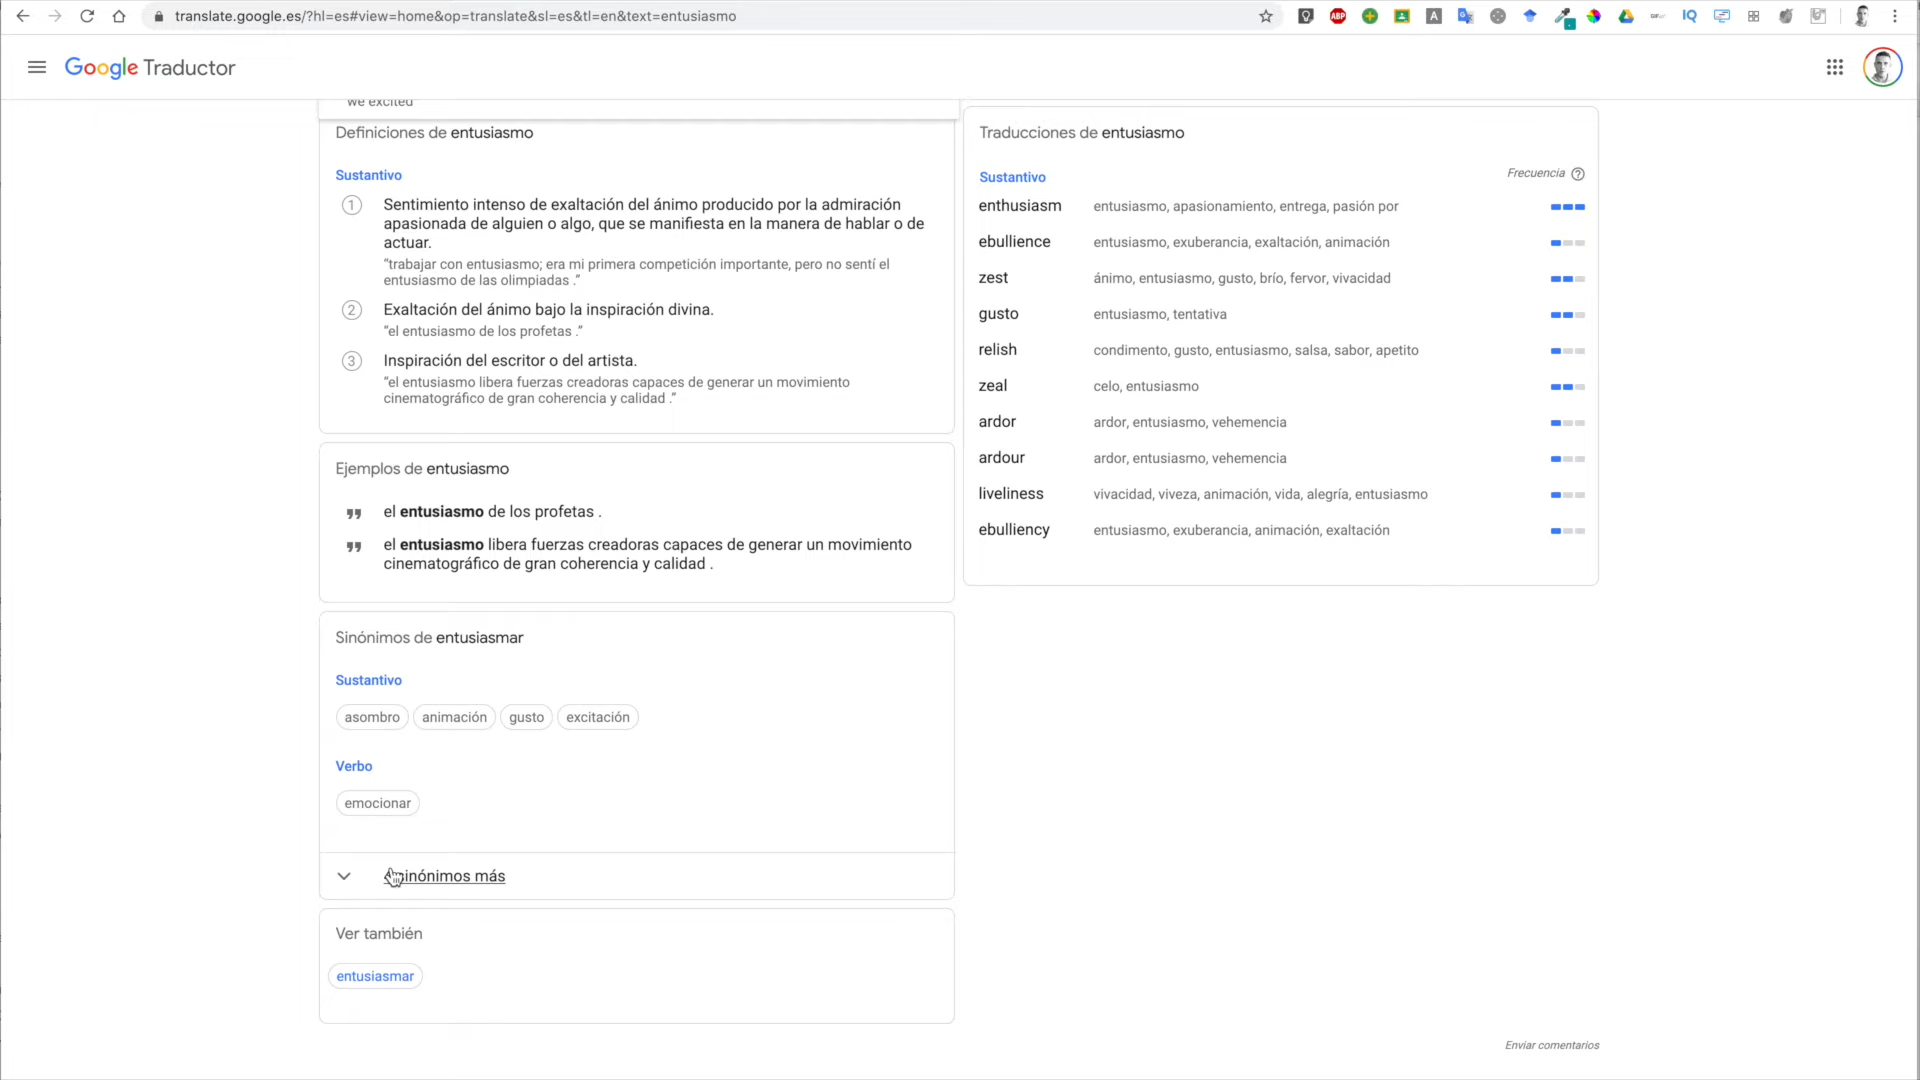 translate.google.es/?hl=es#view=home&op=translate&sl=es&tl=en&text=entusiasmo
Google Traductor
we excited
Definiciones de entusiasmo
Sustantivo
1 Sentimiento intenso de exaltación del ánimo producido por la admiración
apasionada de alguien o algo, que se manifiesta en la manera de hablar o de
actuar.
“trabajar con entusiasmo; era mi primera competición importante, pero no sentí el
entusiasmo de las olimpiadas .”
2 Exaltación del ánimo bajo la inspiración divina.
“el entusiasmo de los profetas .”
3 Inspiración del escritor o del artista.
“el entusiasmo libera fuerzas creadoras capaces de generar un movimiento
cinematográfico de gran coherencia y calidad .”
Ejemplos de entusiasmo
el entusiasmo de los profetas .
el entusiasmo libera fuerzas creadoras capaces de generar un movimiento
cinematográfico de gran coherencia y calidad .
Sinónimos de entusiasmar
Sustantivo
asombro animación gusto excitación
Verbo
emocionar
sinónimos más
Ver también
entusiasmar
Traducciones de entusiasmo
Sustantivo Frecuencia ?
enthusiasm entusiasmo, apasionamiento, entrega, pasión por
ebullience entusiasmo, exuberancia, exaltación, animación
zest ánimo, entusiasmo, gusto, brío, fervor, vivacidad
gusto entusiasmo, tentativa
relish condimento, gusto, entusiasmo, salsa, sabor, apetito
zeal celo, entusiasmo
ardor ardor, entusiasmo, vehemencia
ardour ardor, entusiasmo, vehemencia
liveliness vivacidad, viveza, animación, vida, alegría, entusiasmo
ebulliency entusiasmo, exuberancia, animación, exaltación
Enviar comentarios
ABP
A
IQ